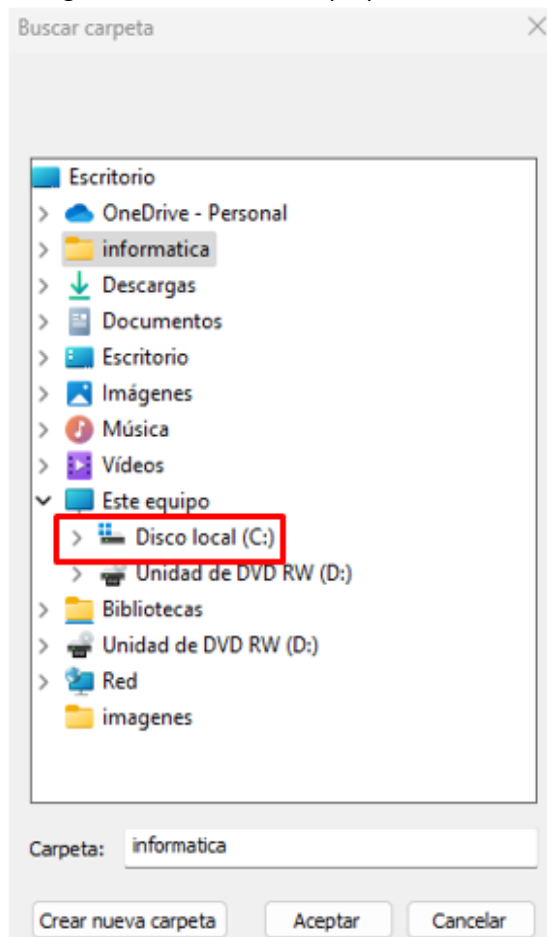 Buscar carpeta
Escritorio
OneDrive - Personal
informatica
Descargas
Documentos
Escritorio
Imágenes
Música
Vídeos
Este equipo
Disco local (C:)
Unidad de DVD RW (D:)
Bibliotecas
Unidad de DVD RW (D:)
Red
imagenes
Carpeta: informatica
Crear nueva carpeta Aceptar Cancelar